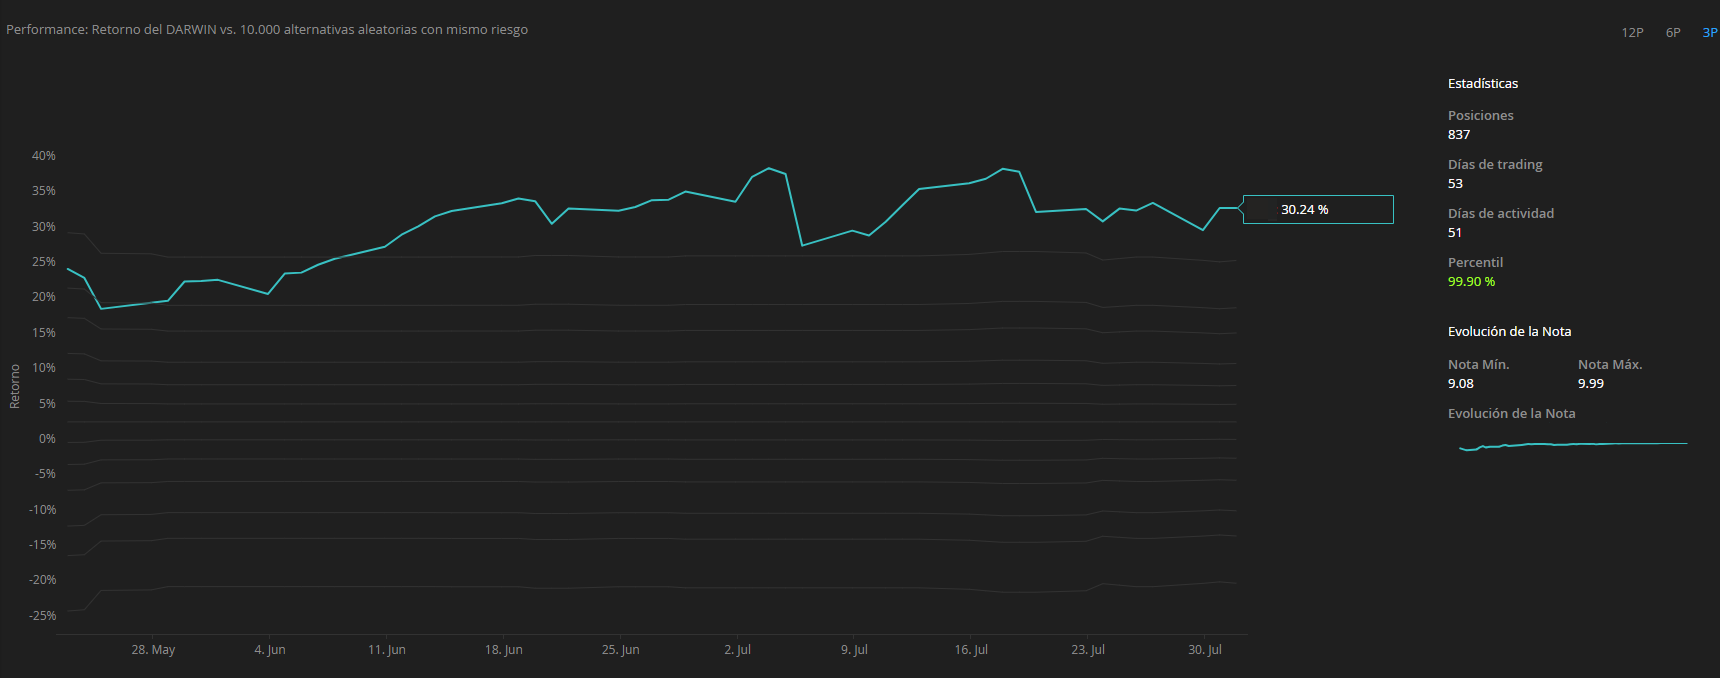 Performance: Retorno del DARWIN vs. 10.000 alternativas aleatorias con mismo riesgo
12P 6P 3P
Retorno
40%
35%
30%
25%
20%
15%
10%
5%
0%
-5%
-10%
-15%
-20%
-25%
28. May 4. Jun 11. Jun 18. Jun 25. Jun 2. Jul 9. Jul 16. Jul 23. Jul 30. Jul
30.24 %
Estadísticas
Posiciones
837
Días de trading
53
Días de actividad
51
Percentil
99.90 %
Evolución de la Nota
Nota Mín. Nota Máx.
9.08 9.99
Evolución de la Nota